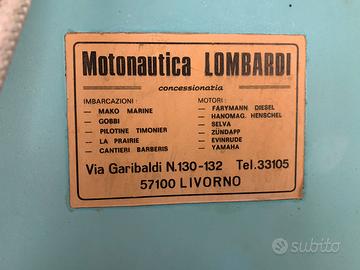 Motonautica LOMBARDI
concessionaria
IMBARCAZIONI :
- MAKO MARINE
- GOBBI
- PILOTINE TIMONIER
- LA PRAIRIE
- CANTIERI BARBERIS
MOTORI :
- FARYMANN DIESEL
- HANOMAG. HENSCHEL
- SELVA
- ZÜNDAPP
- EVINRUDE
- YAMAHA
Via Garibaldi N.130-132 Tel.33105
57100 LIVORNO
subito